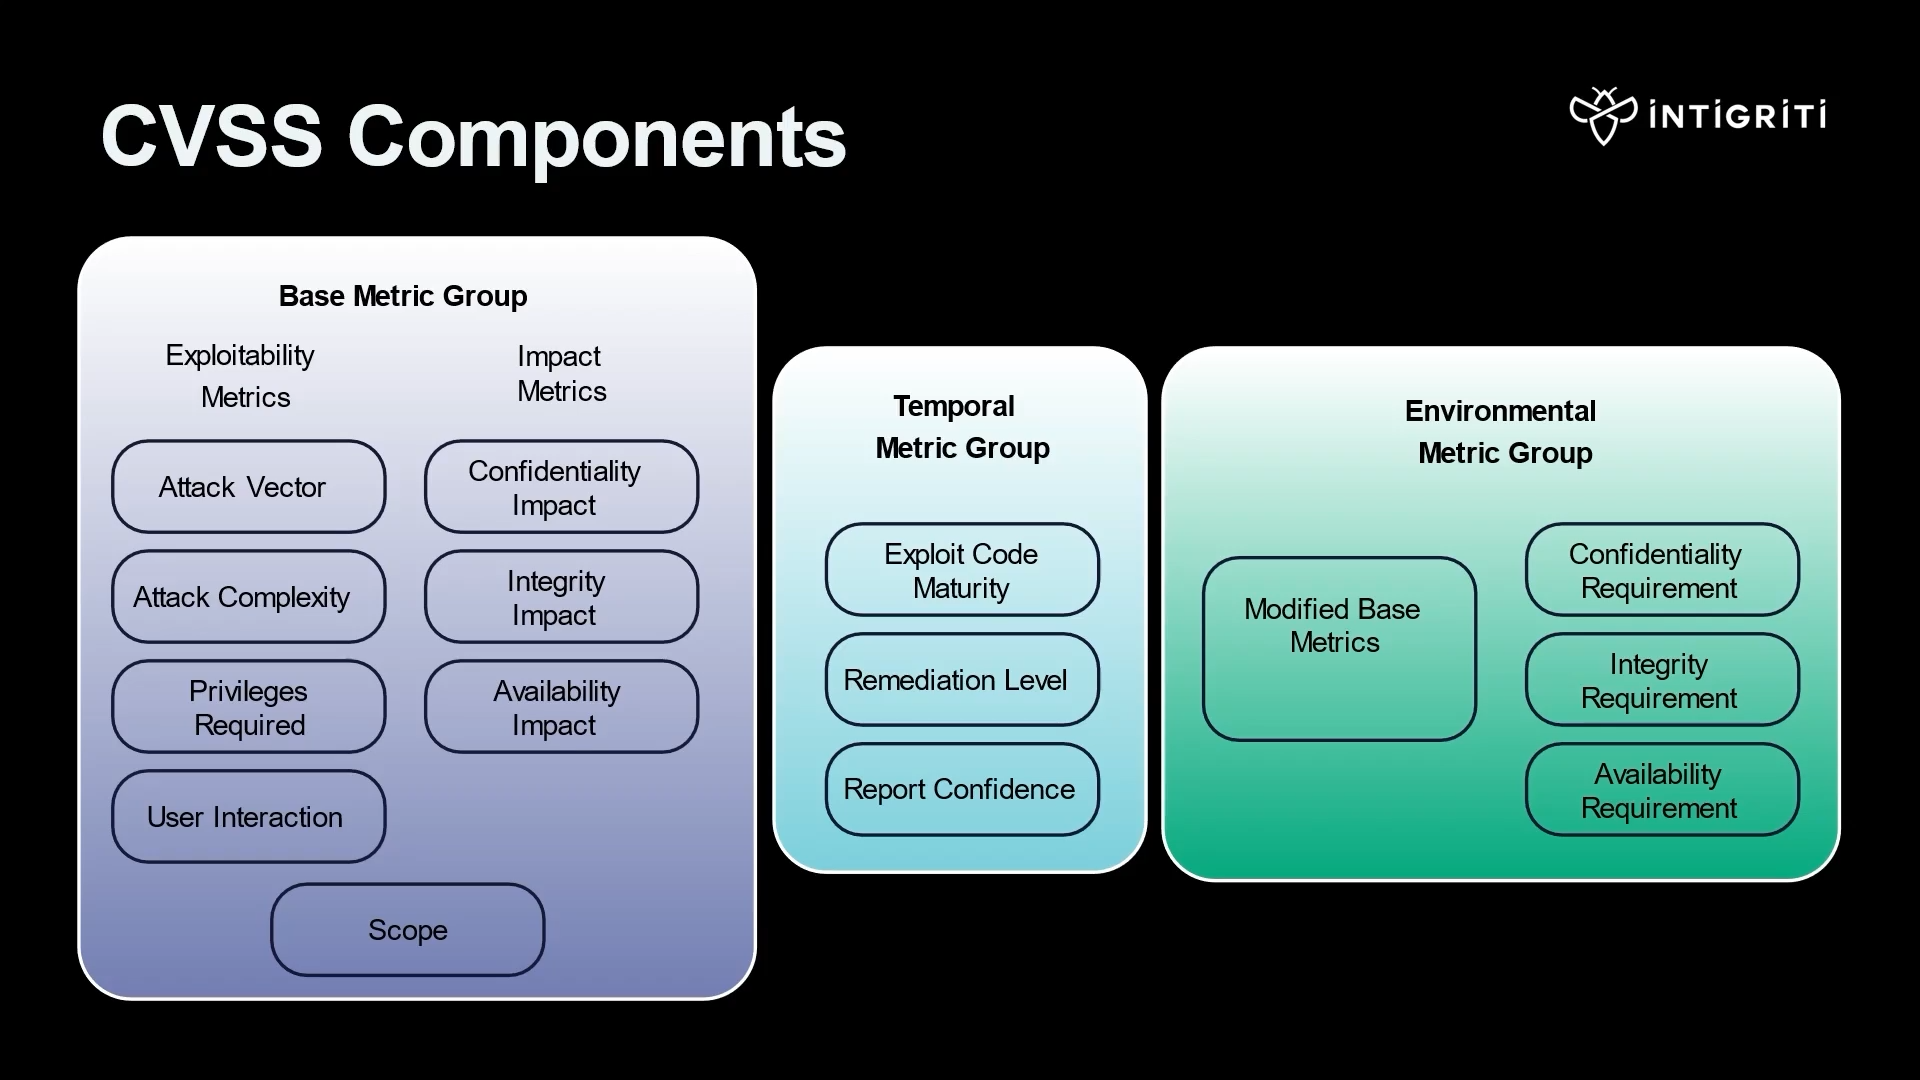 CVSS Components
INTIGRITI
Base Metric Group
Exploitability
Metrics
Attack Vector
Attack Complexity
Privileges
Required
User Interaction
Impact
Metrics
Confidentiality
Impact
Integrity
Impact
Availability
Impact
Scope
Temporal
Metric Group
Exploit Code
Maturity
Remediation Level
Report Confidence
Environmental
Metric Group
Modified Base
Metrics
Confidentiality
Requirement
Integrity
Requirement
Availability
Requirement